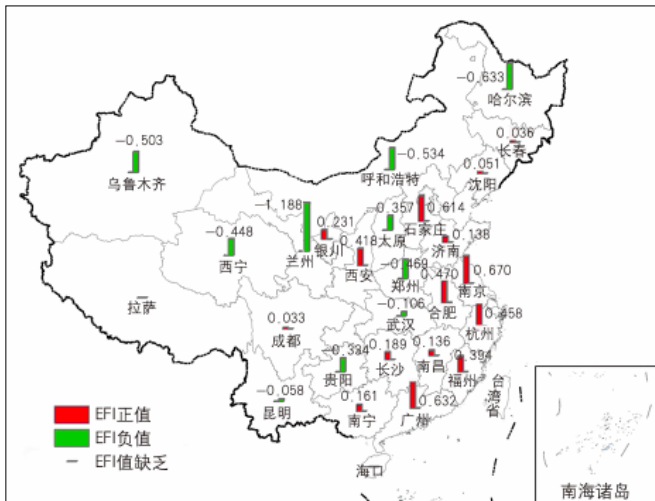 -0.633
哈尔滨
0.036
长春
0.051
沈阳
-0.503
乌鲁木齐
-0.534
呼和浩特
-1.188
兰州
0.231
银川
-0.357
太原
0.614
石家庄
0.138
济南
-0.448
西宁
0.418
西安
-0.469
郑州
0.470
合肥
0.670
南京
拉萨
0.033
成都
-0.106
武汉
0.458
杭州
-0.334
贵阳
0.189
长沙
0.136
南昌
0.394
福州
台湾省
-0.058
昆明
0.161
南宁
0.632
广州
海口
EFI正值
EFI负值
EFI值缺乏
南海诸岛